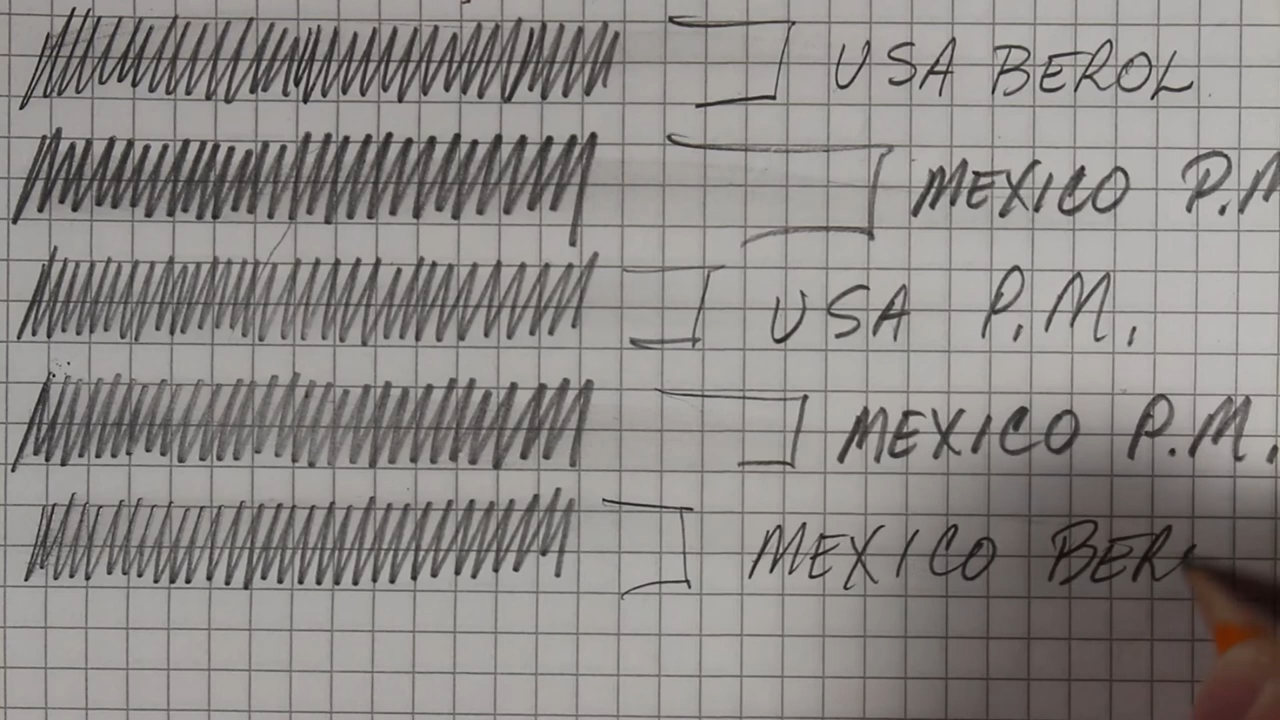 USA BEROL
MEXICO P.M
USA P.M.
MEXICO P.M.
MEXICO BER